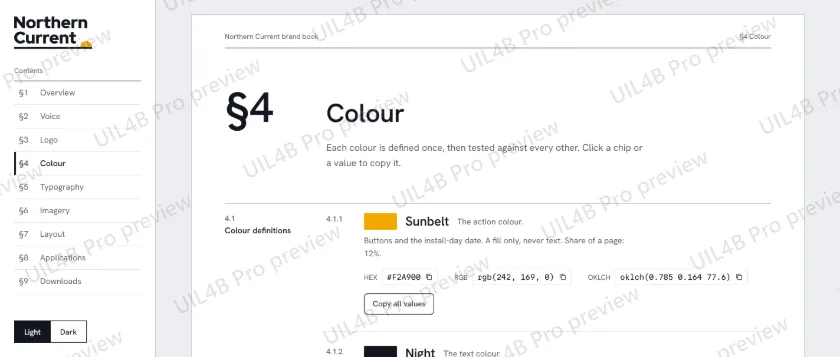 Northern
Current
Contents
§1 Overview
§2 Voice
§3 Logo
§4 Colour
§5 Typography
§6 Imagery
§7 Layout
§8 Applications
§9 Downloads
Light Dark
Northern Current brand book
§4 Colour
§4
Colour
Each colour is defined once, then tested against every other. Click a chip or
a value to copy it.
4.1
Colour definitions
4.1.1
Sunbelt The action colour.
Buttons and the install-day date. A fill only, never text. Share of a page:
12%.
HEX #F2A900 RGB rgb(242, 169, 0) OKLCH oklch(0.785 0.164 77.6)
Copy all values
4.1.2
Night The text colour.
UIL4B Pro preview